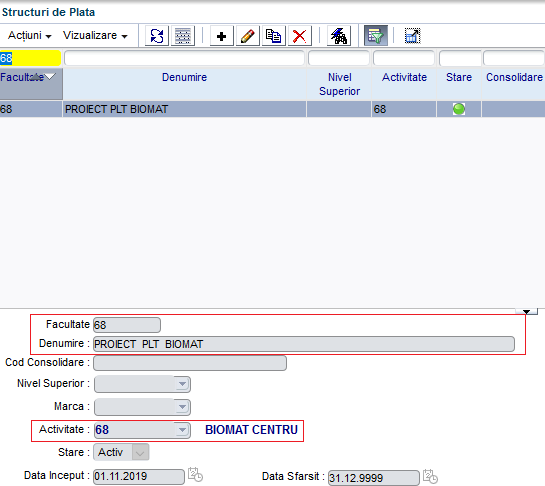 Structuri de Plata
Acțiuni Vizualizare
68
Facultate Denumire Nivel Superior Activitate Stare Consolidare
68 PROIECT PLT BIOMAT 68
Facultate 68
Denumire : PROIECT PLT BIOMAT
Cod Consolidare :
Nivel Superior :
Marca :
Activitate : 68 BIOMAT CENTRU
Stare : Activ
Data Inceput : 01.11.2019 Data Sfarsit : 31.12.9999